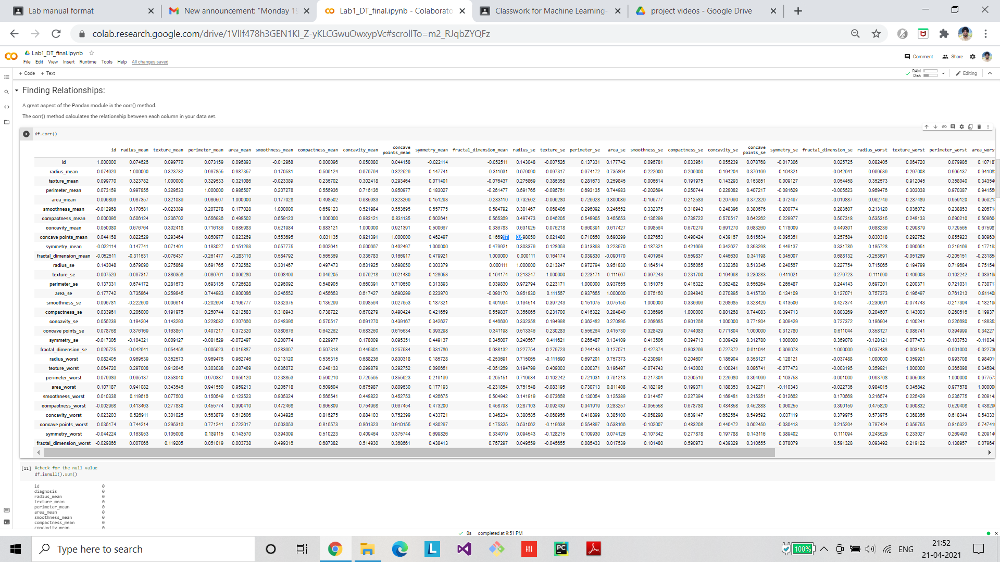 Lab manual format
New announcement: "Monday 19
Lab1_DT_final.ipynb - Colaborato
Classwork for Machine Learning-
project videos - Google Drive
colab.research.google.com/drive/1VlIf478h3GEN1KI_Z-yKLCGwuOwxypVc#scrollTo=m2_RJqbZYQFz
Lab1_DT_final.ipynb
Comment Share
File Edit View Insert Runtime Tools Help All changes saved
+ Code + Text
RAM
Disk
Editing
Finding Relationships:
A great aspect of the Pandas module is the corr() method.
The corr() method calculates the relationship between each column in your data set.
df.corr()
id radius_mean texture_mean perimeter_mean area_mean smoothness_mean compactness_mean concavity_mean concave points_mean symmetry_mean fractal_dimension_mean radius_se texture_se perimeter_se area_se smoothness_se compactness_se concavity_se concave points_se symmetry_se fractal_dimension_se radius_worst texture_worst perimeter_worst area_wors
id 1.000000 0.074626 0.099770 0.073159 0.096893 -0.012968 0.000096 0.050080 0.044158 -0.022114 -0.052511 0.143048 -0.007526 0.137331 0.177742 0.096781 0.033961 0.055239 0.078768 -0.017306 0.025725 0.082405 0.064720 0.079986 0.10718
radius_mean 0.074626 1.000000 0.323782 0.997855 0.987357 0.170581 0.506124 0.676764 0.822529 0.147741 -0.311631 0.679090 -0.097317 0.674172 0.735864 -0.222600 0.206000 0.194204 0.376169 -0.104321 -0.042641 0.969539 0.297008 0.965137 0.94108
texture_mean 0.099770 0.323782 1.000000 0.329533 0.321086 -0.023389 0.236702 0.302418 0.293464 0.071401 -0.076437 0.275869 0.386358 0.281673 0.259845 0.006614 0.191975 0.143293 0.163851 0.009127 0.054458 0.352573 0.912045 0.358040 0.34354
perimeter_mean 0.073159 0.997855 0.329533 1.000000 0.986507 0.207278 0.556936 0.716136 0.850977 0.183027 -0.261477 0.691765 -0.086761 0.693135 0.744983 -0.202694 0.250744 0.228082 0.407217 -0.081629 -0.005523 0.969476 0.303038 0.970387 0.94155
area_mean 0.096893 0.987357 0.321086 0.986507 1.000000 0.177028 0.498502 0.685983 0.823269 0.151293 -0.283110 0.732562 -0.066280 0.726628 0.800086 -0.166777 0.212583 0.207660 0.372320 -0.072497 -0.019887 0.962746 0.287489 0.959120 0.95921
smoothness_mean -0.012968 0.170581 -0.023389 0.207278 0.177028 1.000000 0.659123 0.521984 0.553695 0.557775 0.584792 0.301467 0.068406 0.296092 0.246552 0.332375 0.318943 0.248396 0.380676 0.200774 0.283607 0.213120 0.036072 0.238853 0.20671
compactness_mean 0.000096 0.506124 0.236702 0.556936 0.498502 0.659123 1.000000 0.883121 0.831135 0.602641 0.565369 0.497473 0.046205 0.548905 0.455653 0.135299 0.738722 0.570517 0.642262 0.229977 0.507318 0.535315 0.248133 0.590210 0.50960
concavity_mean 0.050080 0.676764 0.302418 0.716136 0.685983 0.521984 0.883121 1.000000 0.921391 0.500667 0.336783 0.631925 0.076218 0.660391 0.617427 0.098564 0.670279 0.691270 0.683260 0.178009 0.449301 0.688236 0.299879 0.729565 0.67598
concave points_mean 0.044158 0.822529 0.293464 0.850977 0.823269 0.553695 0.831135 0.921391 1.000000 0.462497 0.166917 0.698050 0.021480 0.710650 0.690299 0.027653 0.490424 0.439167 0.615634 0.095351 0.257584 0.830318 0.292752 0.855923 0.80963
symmetry_mean -0.022114 0.147741 0.071401 0.183027 0.151293 0.557775 0.602641 0.500667 0.462497 1.000000 0.479921 0.303379 0.128053 0.313893 0.223970 0.187321 0.421659 0.342627 0.393298 0.449137 0.331786 0.185728 0.090651 0.219169 0.17719
fractal_dimension_mean -0.052511 -0.311631 -0.076437 -0.261477 -0.283110 0.584792 0.565369 0.336783 0.166917 0.479921 1.000000 0.000111 0.164174 0.039830 -0.090170 0.401964 0.559837 0.446630 0.341198 0.345007 0.688132 -0.253691 -0.051269 -0.205151 -0.23185
radius_se 0.143048 0.679090 0.275869 0.691765 0.732562 0.301467 0.497473 0.631925 0.698050 0.303379 0.000111 1.000000 0.213247 0.972794 0.951830 0.164514 0.356065 0.332358 0.513346 0.240567 0.227754 0.715065 0.194799 0.719684 0.75154
texture_se -0.007526 -0.097317 0.386358 -0.086761 -0.066280 0.068406 0.046205 0.076218 0.021480 0.128053 0.164174 0.213247 1.000000 0.223171 0.111567 0.397243 0.231700 0.194998 0.230283 0.411621 0.279723 -0.111690 0.409003 -0.102242 -0.08319
perimeter_se 0.137331 0.674172 0.281673 0.693135 0.726628 0.296092 0.548905 0.660391 0.710650 0.313893 0.039830 0.972794 0.223171 1.000000 0.937655 0.151075 0.416322 0.362482 0.556264 0.266487 0.244143 0.697201 0.200371 0.721031 0.73071
area_se 0.177742 0.735864 0.259845 0.744983 0.800086 0.246552 0.455653 0.617427 0.690299 0.223970 -0.090170 0.951830 0.111567 0.937655 1.000000 0.075150 0.284840 0.270895 0.415730 0.134109 0.127071 0.757373 0.196497 0.761213 0.81140
smoothness_se 0.096781 -0.222600 0.006614 -0.202694 -0.166777 0.332375 0.135299 0.098564 0.027653 0.187321 0.401964 0.164514 0.397243 0.151075 0.075150 1.000000 0.336696 0.268685 0.328429 0.413506 0.427374 -0.230691 -0.074743 -0.217304 -0.18219
compactness_se 0.033961 0.206000 0.191975 0.250744 0.212583 0.318943 0.738722 0.670279 0.490424 0.421659 0.559837 0.356065 0.231700 0.416322 0.284840 0.336696 1.000000 0.801268 0.744083 0.394713 0.803269 0.204607 0.143003 0.260516 0.19937
concavity_se 0.055239 0.194204 0.143293 0.228082 0.207660 0.248396 0.570517 0.691270 0.439167 0.342627 0.446630 0.332358 0.194998 0.362482 0.270895 0.268685 0.801268 1.000000 0.771804 0.309429 0.727372 0.186904 0.100241 0.226680 0.18835
concave points_se 0.078768 0.376169 0.163851 0.407217 0.372320 0.380676 0.642262 0.683260 0.615634 0.393298 0.341198 0.513346 0.230283 0.556264 0.415730 0.328429 0.744083 0.771804 1.000000 0.312780 0.611044 0.358127 0.086741 0.394999 0.34227
symmetry_se -0.017306 -0.104321 0.009127 -0.081629 -0.072497 0.200774 0.229977 0.178009 0.095351 0.449137 0.345007 0.240567 0.411621 0.266487 0.134109 0.413506 0.394713 0.309429 0.312780 1.000000 0.369078 -0.128121 -0.077473 -0.103753 -0.11034
fractal_dimension_se 0.025725 -0.042641 0.054458 -0.005523 -0.019887 0.283607 0.507318 0.449301 0.257584 0.331786 0.688132 0.227754 0.279723 0.244143 0.127071 0.427374 0.803269 0.727372 0.611044 0.369078 1.000000 -0.037488 -0.003195 -0.001000 -0.02273
radius_worst 0.082405 0.969539 0.352573 0.969476 0.962746 0.213120 0.535315 0.688236 0.830318 0.185728 -0.253691 0.715065 -0.111690 0.697201 0.757373 -0.230691 0.204607 0.186904 0.358127 -0.128121 -0.037488 1.000000 0.359921 0.993708 0.98401
texture_worst 0.064720 0.297008 0.912045 0.303038 0.287489 0.036072 0.248133 0.299879 0.292752 0.090651 -0.051269 0.194799 0.409003 0.200371 0.196497 -0.074743 0.143003 0.100241 0.086741 -0.077473 -0.003195 0.359921 1.000000 0.365098 0.34584
perimeter_worst 0.079986 0.965137 0.358040 0.970387 0.959120 0.238853 0.590210 0.729565 0.855923 0.219169 -0.205151 0.719684 -0.102242 0.721031 0.761213 -0.217304 0.260516 0.226680 0.394999 -0.103753 -0.001000 0.993708 0.365098 1.000000 0.97757
area_worst 0.107187 0.941082 0.343546 0.941550 0.959213 0.206718 0.509604 0.675987 0.809630 0.177193 -0.231854 0.751548 -0.083195 0.730713 0.811408 -0.182195 0.199371 0.188353 0.342271 -0.110343 -0.022736 0.984015 0.345842 0.977578 1.00000
smoothness_worst 0.010338 0.119616 0.077503 0.150549 0.123523 0.805324 0.565541 0.448822 0.452753 0.426675 0.504942 0.141919 -0.073658 0.130054 0.125389 0.314457 0.227394 0.168481 0.215351 -0.012662 0.170568 0.216574 0.225429 0.236775 0.20914
compactness_worst -0.002968 0.413463 0.277830 0.455774 0.390410 0.472468 0.865809 0.754968 0.667454 0.473200 0.458798 0.287103 -0.092439 0.341919 0.283257 -0.055558 0.678780 0.484858 0.452888 0.060255 0.390159 0.475820 0.360832 0.529408 0.43829
concavity_worst 0.023203 0.526911 0.301025 0.563879 0.512606 0.434926 0.816275 0.884103 0.752399 0.433721 0.346234 0.380585 -0.068956 0.418899 0.385100 -0.058298 0.639147 0.662564 0.549592 0.037119 0.379975 0.573975 0.368366 0.618344 0.54333
concave points_worst 0.035174 0.744214 0.295316 0.771241 0.722017 0.503053 0.815573 0.861323 0.910155 0.430297 0.175325 0.531062 -0.119638 0.554897 0.538166 -0.102007 0.483208 0.440472 0.602450 -0.030413 0.215204 0.787424 0.359755 0.816322 0.74741
symmetry_worst -0.044224 0.163953 0.105008 0.189115 0.143570 0.394309 0.510223 0.409464 0.375744 0.699826 0.334019 0.094543 -0.128215 0.109930 0.074126 -0.107342 0.277878 0.197788 0.143116 0.389402 0.111094 0.243529 0.233027 0.269493 0.20914
fractal_dimension_worst -0.029866 0.007066 0.119205 0.051019 0.003738 0.499316 0.687382 0.514930 0.368661 0.438413 0.767297 0.049559 -0.045655 0.085433 0.017539 0.101480 0.590973 0.439329 0.310655 0.078079 0.591328 0.093492 0.219122 0.138957 0.07964
[11] #check for the null value
df.isnull().sum()
id 0
diagnosis 0
radius_mean 0
texture_mean 0
perimeter_mean 0
area_mean 0
smoothness_mean 0
compactness_mean 0
concavity_mean 0
0s completed at 9:51 PM
Type here to search
100%
ENG
21:52
21-04-2021